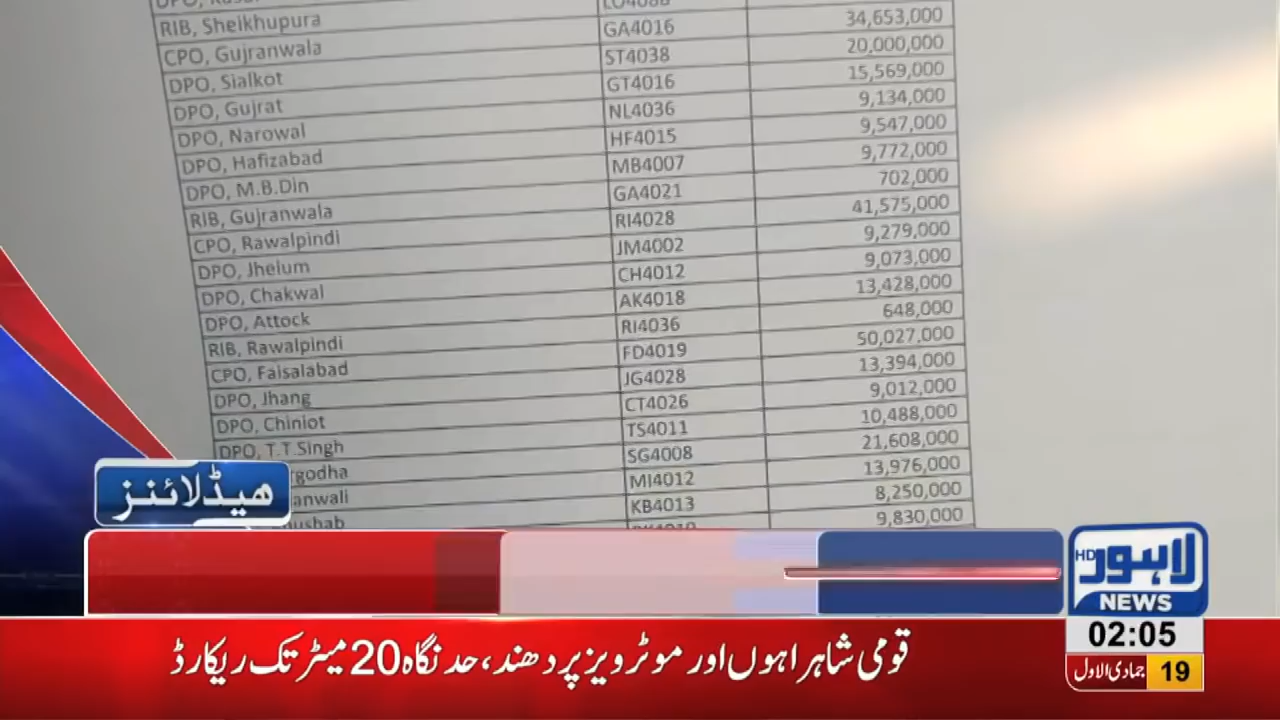 RIB, Sheikhupura
CPO, Gujranwala GA4016 34,653,000
DPO, Sialkot ST4038 20,000,000
DPO, Gujrat GT4016 15,569,000
DPO, Narowal NL4036 9,134,000
DPO, Hafizabad HF4015 9,547,000
DPO, M.B.Din MB4007 9,772,000
RIB, Gujranwala GA4021 702,000
CPO, Rawalpindi RI4028 41,575,000
DPO, Jhelum JM4002 9,279,000
DPO, Chakwal CH4012 9,073,000
DPO, Attock AK4018 13,428,000
RIB, Rawalpindi RI4036 648,000
CPO, Faisalabad FD4019 50,027,000
DPO, Jhang JG4028 13,394,000
DPO, Chiniot CT4026 9,012,000
DPO, T.T.Singh TS4011 10,488,000
rgodha SG4008 21,608,000
anwali MI4012 13,976,000
ushab KB4013 8,250,000
9,830,000
ہیڈلائنز
HD لاہور
NEWS
02:05
19 جمادی الاول
قومی شاہراہوں اور موٹرویز پر دھند، حد نگاہ 20 میٹر تک ریکارڈ